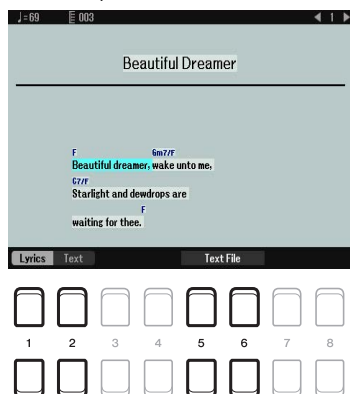 ♩=69 003 ◀ 1 ▶
Beautiful Dreamer
F Gm7/F
Beautiful dreamer, wake unto me,
C7/F
Starlight and dewdrops are
F
waiting for thee.
Lyrics Text Text File
1 2 3 4 5 6 7 8